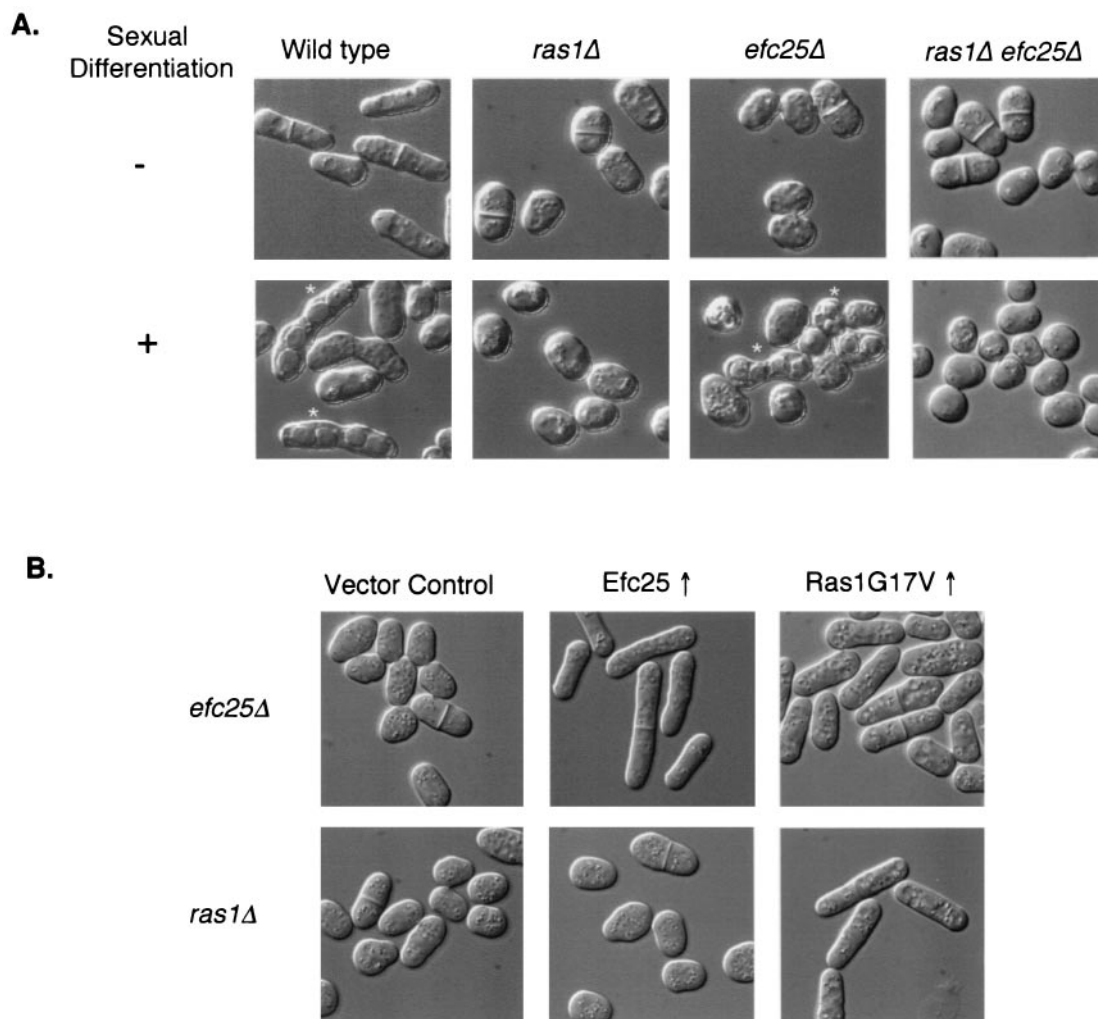 A.
Sexual
Differentiation
Wild type
ras1Δ
efc25Δ
ras1Δ efc25Δ
-
*
*
*
*
+
B.
Vector Control
Efc25 ↑
Ras1G17V ↑
efc25Δ
ras1Δ